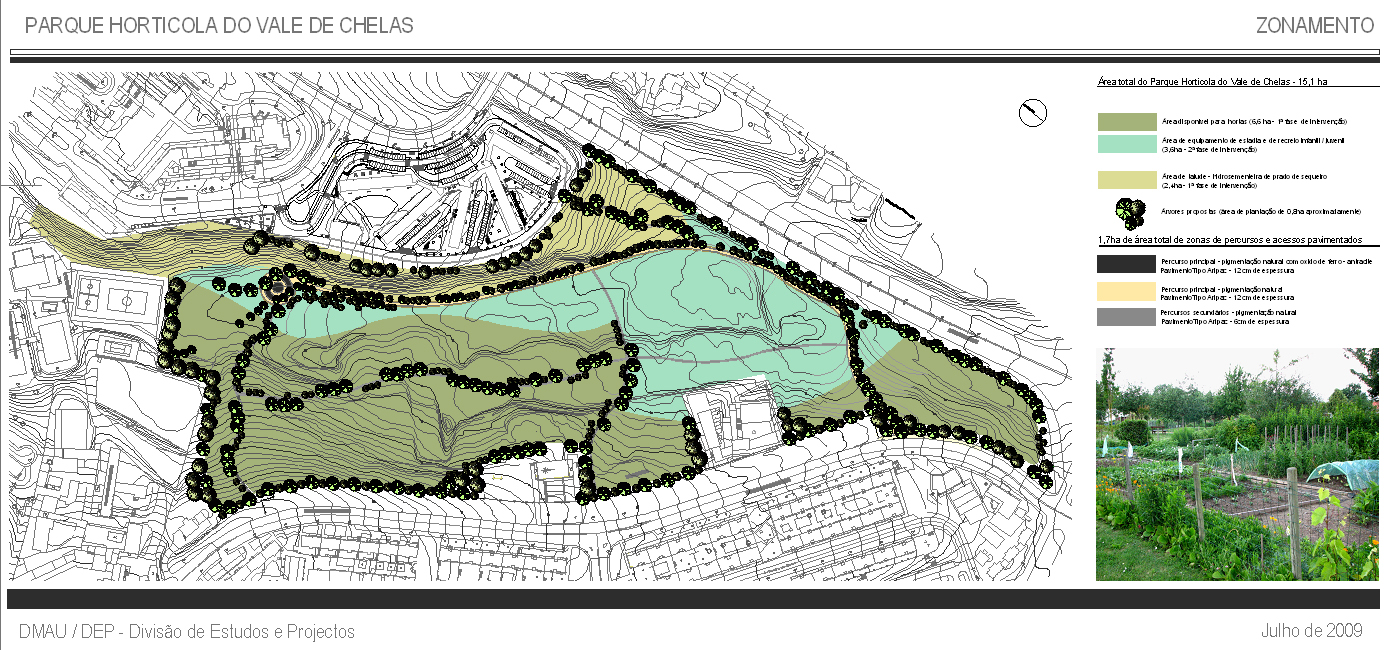 PARQUE HORTICOLA DO VALE DE CHELAS
ZONAMENTO
Área total do Parque Horticola do Vale de Chelas - 15,1 ha
Área disponivel para hortas (6,6 ha - 1ª fase de intervenção)
Área de equipamento de estadia e de recreio infantil / juvenil
(3,6ha - 2ª fase de intervenção)
Área de talude - Hidrosementeira de prado de sequeiro
(2,4ha - 1ª fase de intervenção)
Árvores propostas (área de plantação de 0,8ha aproximadamente)
1,7ha de área total de zonas de percursos e acessos pavimentados
Percurso principal - pigmentação natural com oxido de ferro - antracite
Pavimento Tipo Aripac - 12cm de espessura
Percurso principal - pigmentação natural
Pavimento Tipo Aripac - 12cm de espessura
Percursos secundários - pigmentação natural
Pavimento Tipo Aripac - 6cm de espessura
DMAU / DEP - Divisão de Estudos e Projectos
Julho de 2009